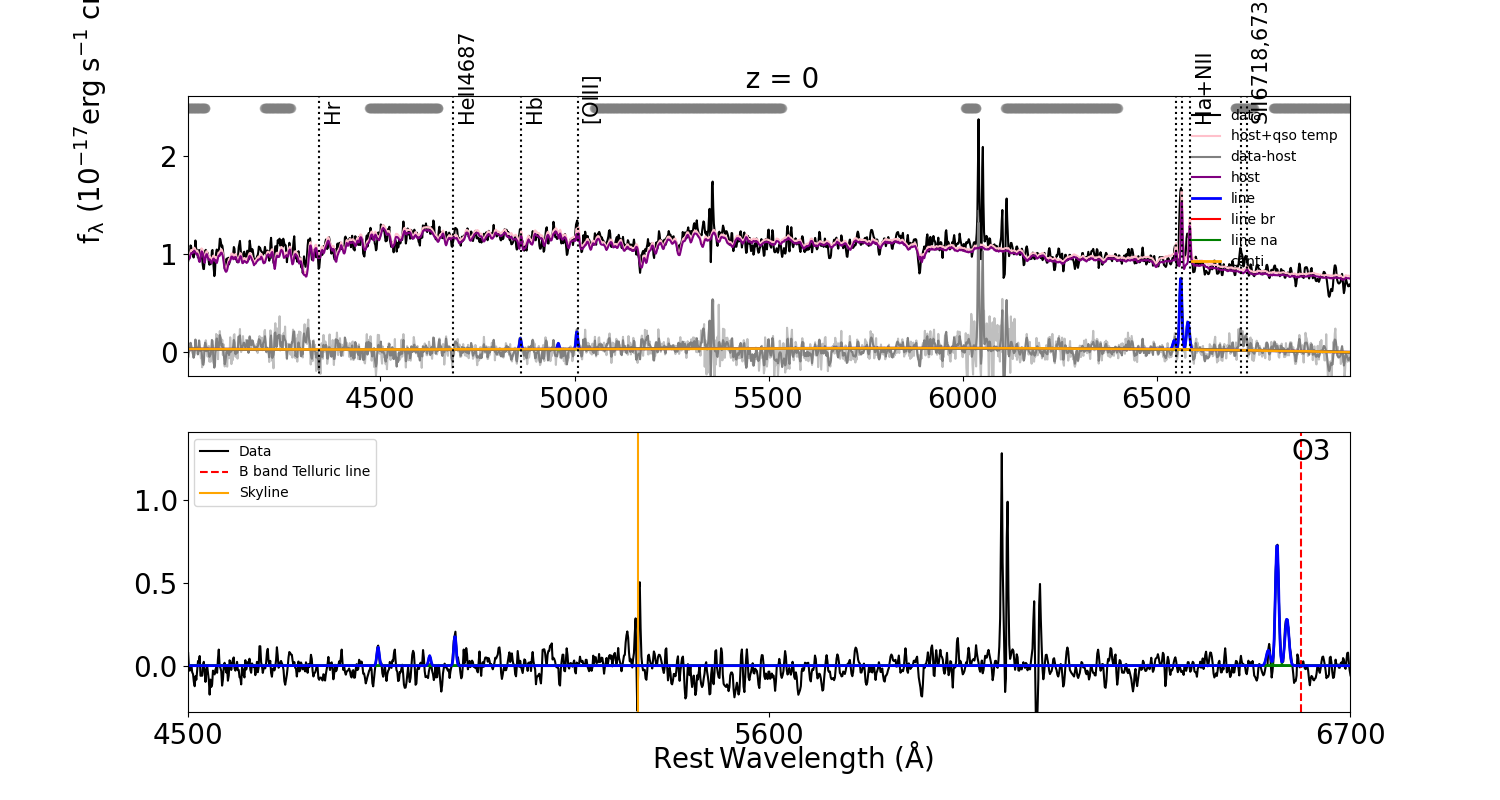 z = 0
f_λ (10^−17 erg s^−1
Hr
HeII4687
Hb
[OIII]
Ha+NII
SII6718,673
data
host+qso temp
data-host
host
line
line br
line na
conti
2
1
0
4500 5000 5500 6000 6500
O3
Data
B band Telluric line
Skyline
1.0
0.5
0.0
4500 5600 6700
Rest Wavelength (Å)